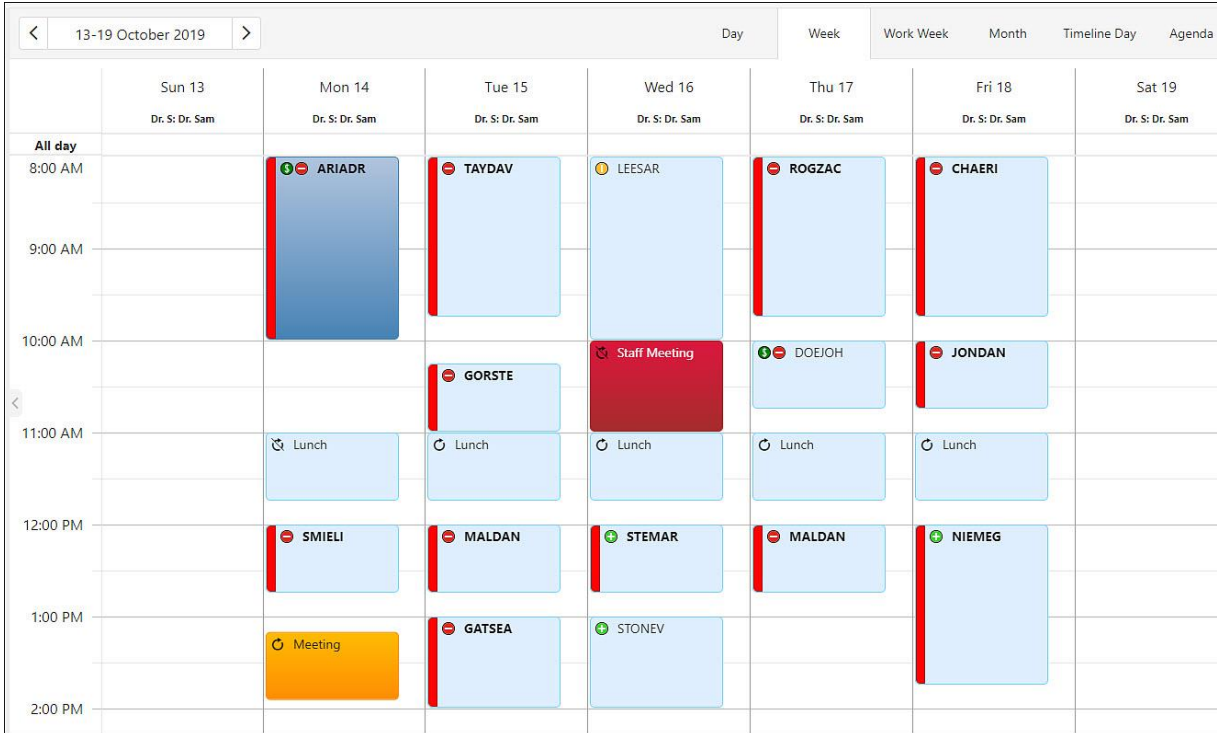 13-19 October 2019 Day Week Work Week Month Timeline Day Agenda
Sun 13 Mon 14 Tue 15 Wed 16 Thu 17 Fri 18 Sat 19
Dr. S: Dr. Sam Dr. S: Dr. Sam Dr. S: Dr. Sam Dr. S: Dr. Sam Dr. S: Dr. Sam Dr. S: Dr. Sam Dr. S: Dr. Sam
All day
8:00 AM ARIADR TAYDAV LEESAR ROGZAC CHAERI
9:00 AM
10:00 AM Staff Meeting DOEJOH JONDAN
GORSTE
11:00 AM Lunch Lunch Lunch Lunch Lunch
12:00 PM SMIELI MALDAN STEMAR MALDAN NIEMEG
1:00 PM GATSEA STONEV
Meeting
2:00 PM